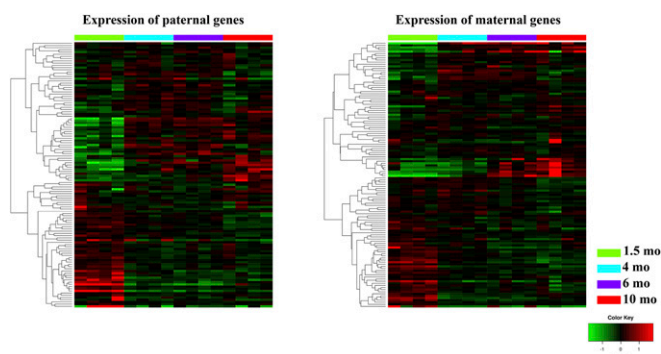 Expression of paternal genes
Expression of maternal genes
1.5 mo
4 mo
6 mo
10 mo
Color Key
-1 0 1